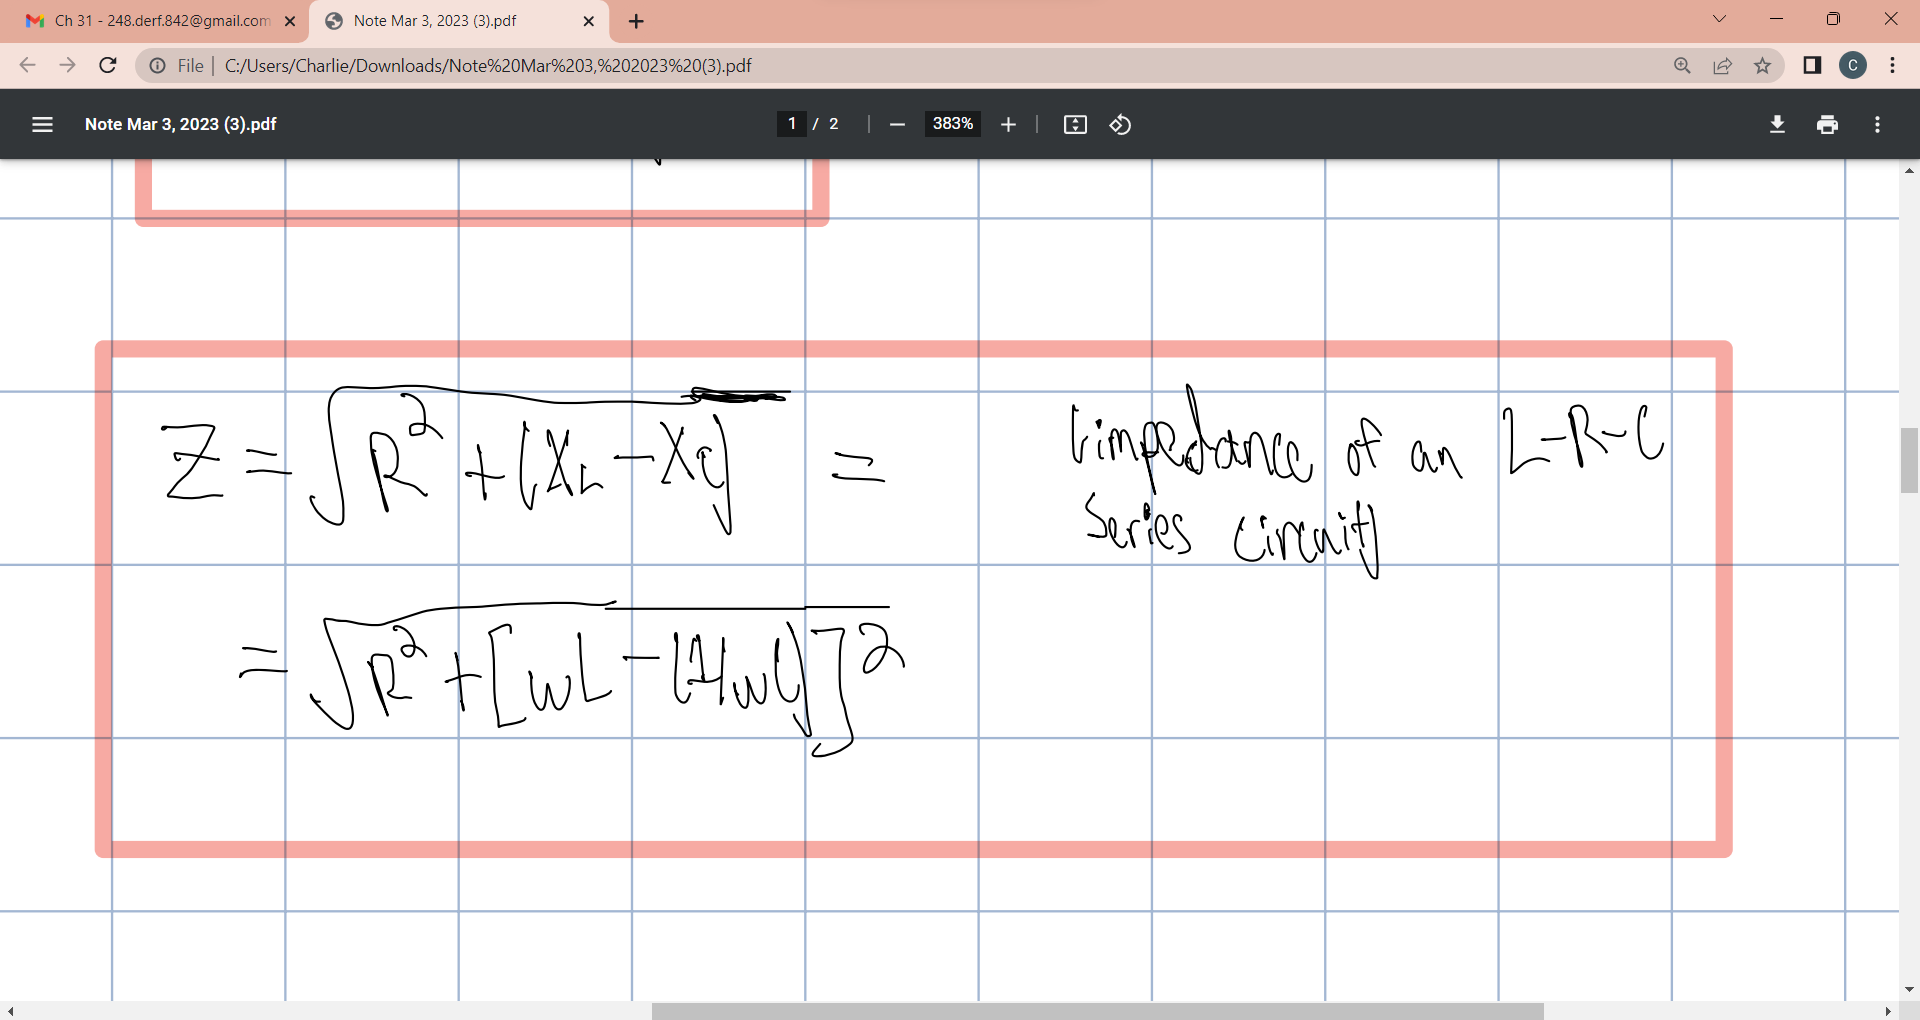 Ch 31 - 248.derf.842@gmail.com
Note Mar 3, 2023 (3).pdf
File C:/Users/Charlie/Downloads/Note%20Mar%203,%202023%20(3).pdf
C
Note Mar 3, 2023 (3).pdf
1 / 2
383%
Z = √R² + (X_L − X_C) = (impedance of an L-R-C
series circuit)
= √R² + [ωL − (1/ωC)]²